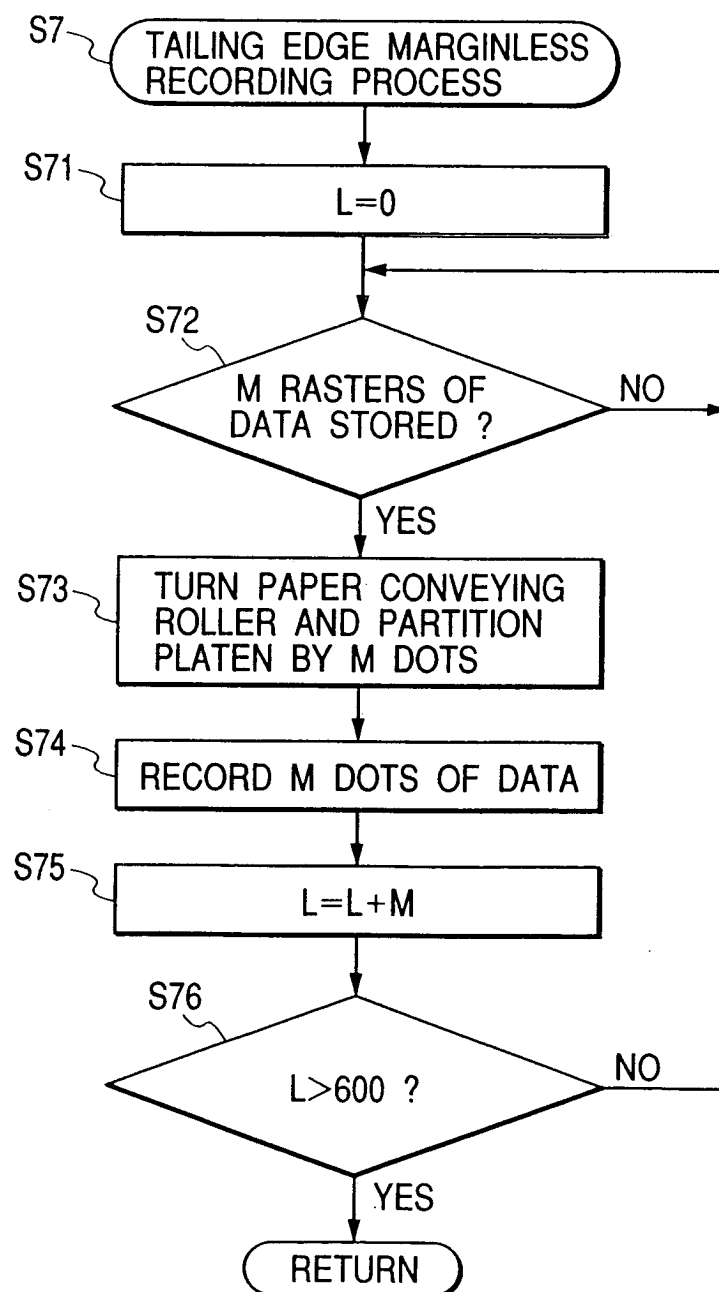 S7
TAILING EDGE MARGINLESS
RECORDING PROCESS
S71
L=0
S72
M RASTERS OF
DATA STORED ?
NO
YES
S73
TURN PAPER CONVEYING
ROLLER AND PARTITION
PLATEN BY M DOTS
S74
RECORD M DOTS OF DATA
S75
L=L+M
S76
L>600 ?
NO
YES
RETURN